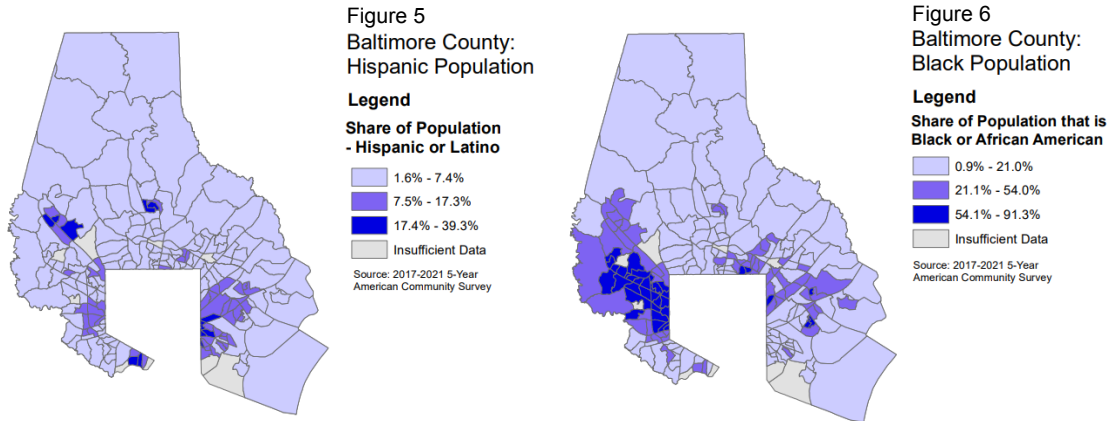 Figure 5
Baltimore County:
Hispanic Population
Legend
Share of Population
- Hispanic or Latino
1.6% - 7.4%
7.5% - 17.3%
17.4% - 39.3%
Insufficient Data
Source: 2017-2021 5-Year
American Community Survey
Figure 6
Baltimore County:
Black Population
Legend
Share of Population that is
Black or African American
0.9% - 21.0%
21.1% - 54.0%
54.1% - 91.3%
Insufficient Data
Source: 2017-2021 5-Year
American Community Survey